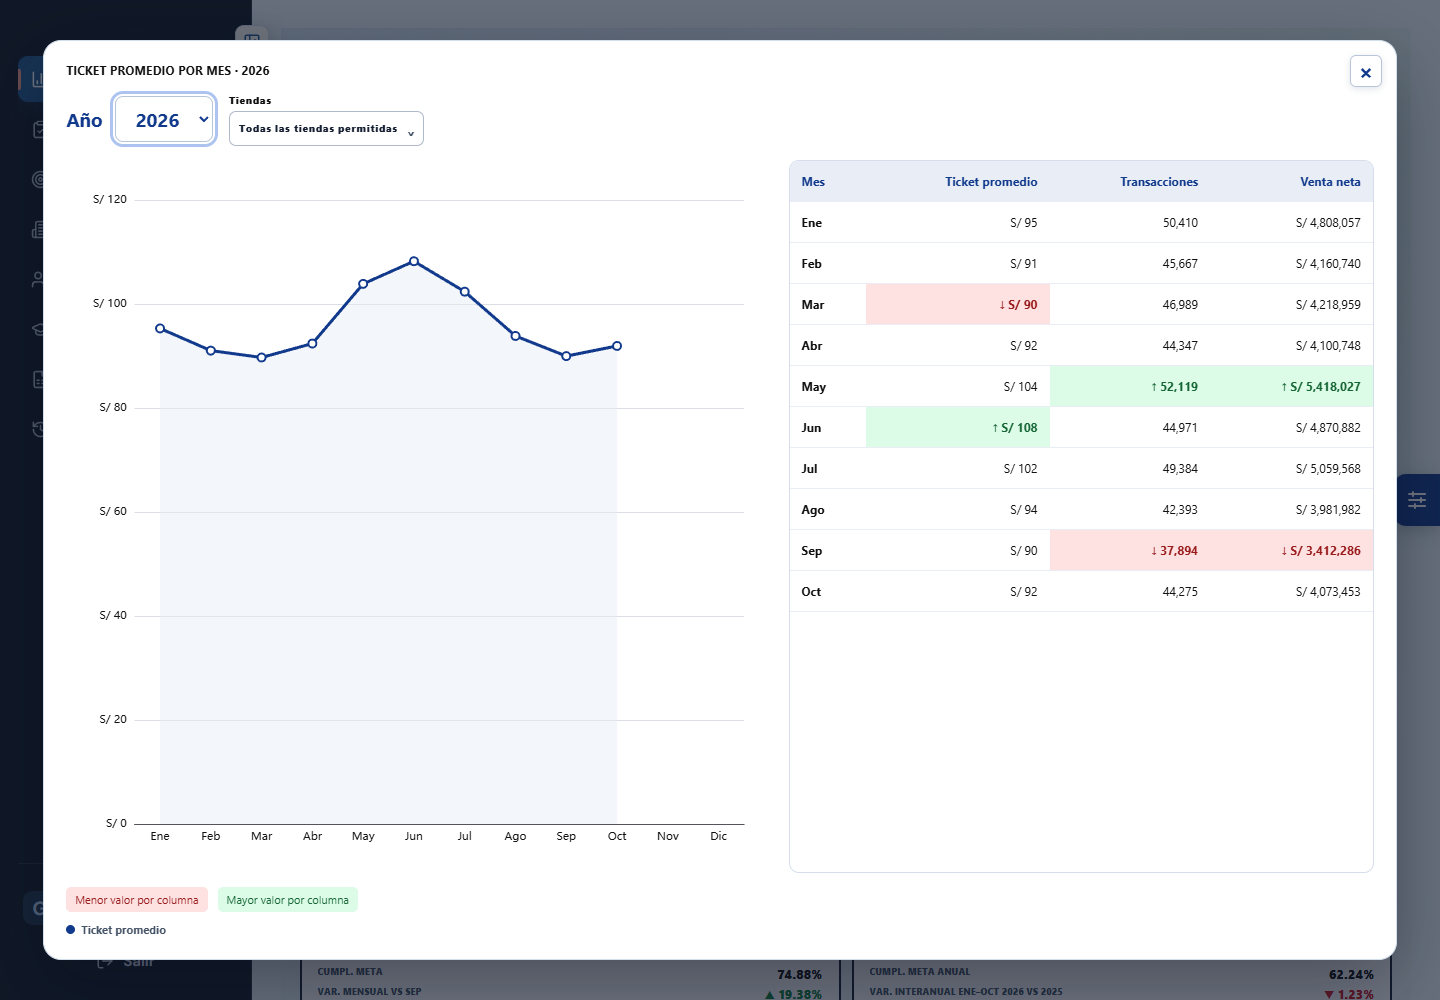 TICKET PROMEDIO POR MES · 2026
×
Año 2026
Tiendas
Todas las tiendas permitidas
S/ 120
S/ 100
S/ 80
S/ 60
S/ 40
S/ 20
S/ 0
Ene Feb Mar Abr May Jun Jul Ago Sep Oct Nov Dic
Mes Ticket promedio Transacciones Venta neta
Ene S/ 95 50,410 S/ 4,808,057
Feb S/ 91 45,667 S/ 4,160,740
Mar ↓ S/ 90 46,989 S/ 4,218,959
Abr S/ 92 44,347 S/ 4,100,748
May S/ 104 ↑ 52,119 ↑ S/ 5,418,027
Jun ↑ S/ 108 44,971 S/ 4,870,882
Jul S/ 102 49,384 S/ 5,059,568
Ago S/ 94 42,393 S/ 3,981,982
Sep S/ 90 ↓ 37,894 ↓ S/ 3,412,286
Oct S/ 92 44,275 S/ 4,073,453
Menor valor por columna Mayor valor por columna
Ticket promedio
Salir
CUMPL. META 74.88%
VAR. MENSUAL VS SEP ▲ 19.38%
CUMPL. META ANUAL 62.24%
VAR. INTERANUAL ENE–OCT 2026 VS 2025 ▼ 1.23%